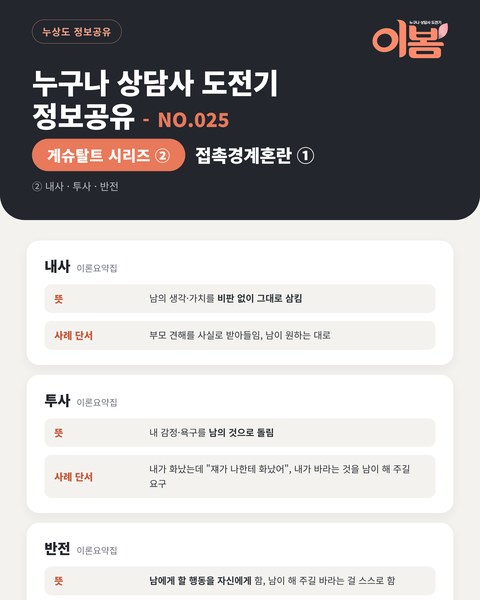 누상도 정보공유
누구나 상담사 도전기
이봄
누구나 상담사 도전기
정보공유 - NO.025
게슈탈트 시리즈 ② 접촉경계혼란 ①
② 내사 · 투사 · 반전
내사 이론요약집
뜻 남의 생각·가치를 비판 없이 그대로 삼킴
사례 단서 부모 견해를 사실로 받아들임, 남이 원하는 대로
투사 이론요약집
뜻 내 감정·욕구를 남의 것으로 돌림
사례 단서 내가 화났는데 "쟤가 나한테 화났어", 내가 바라는 것을 남이 해 주길
요구
반전 이론요약집
뜻 남에게 할 행동을 자신에게 함, 남이 해 주길 바라는 걸 스스로 함